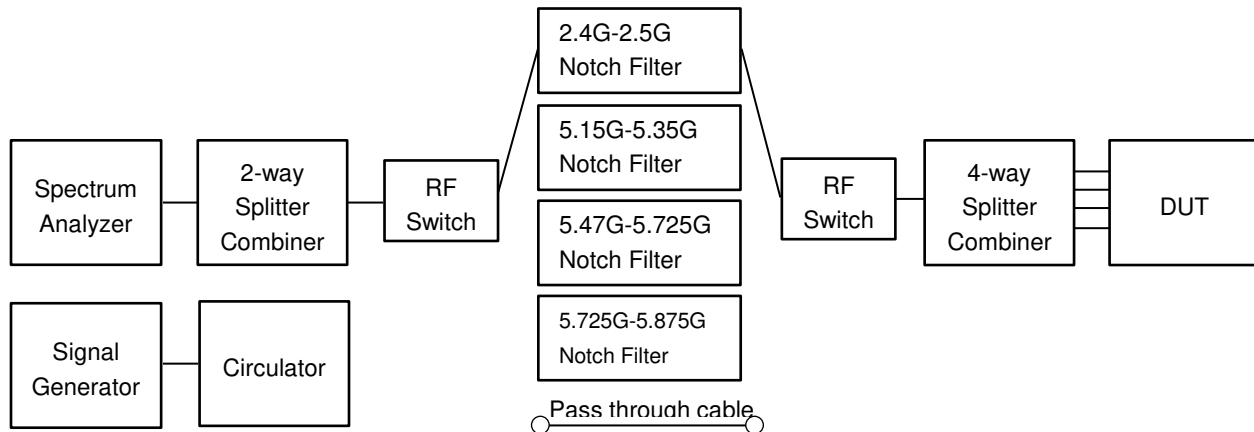 2.4G-2.5G
Notch Filter
5.15G-5.35G
Notch Filter
Spectrum
Analyzer
2-way
Splitter
Combiner
RF
Switch
RF
Switch
4-way
Splitter
Combiner
DUT
5.47G-5.725G
Notch Filter
5.725G-5.875G
Notch Filter
Signal
Generator
Circulator
Pass through cable